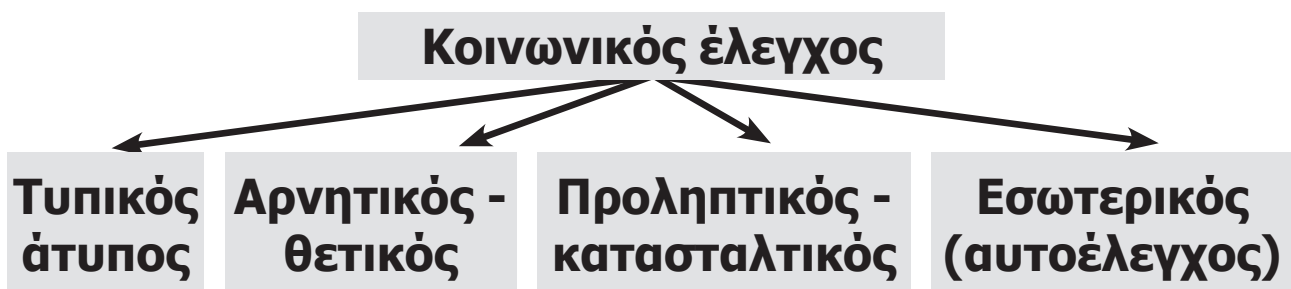 Κοινωνικός έλεγχος
Τυπικός
άτυπος
Αρνητικός -
θετικός
Προληπτικός -
κατασταλτικός
Εσωτερικός
(αυτοέλεγχος)